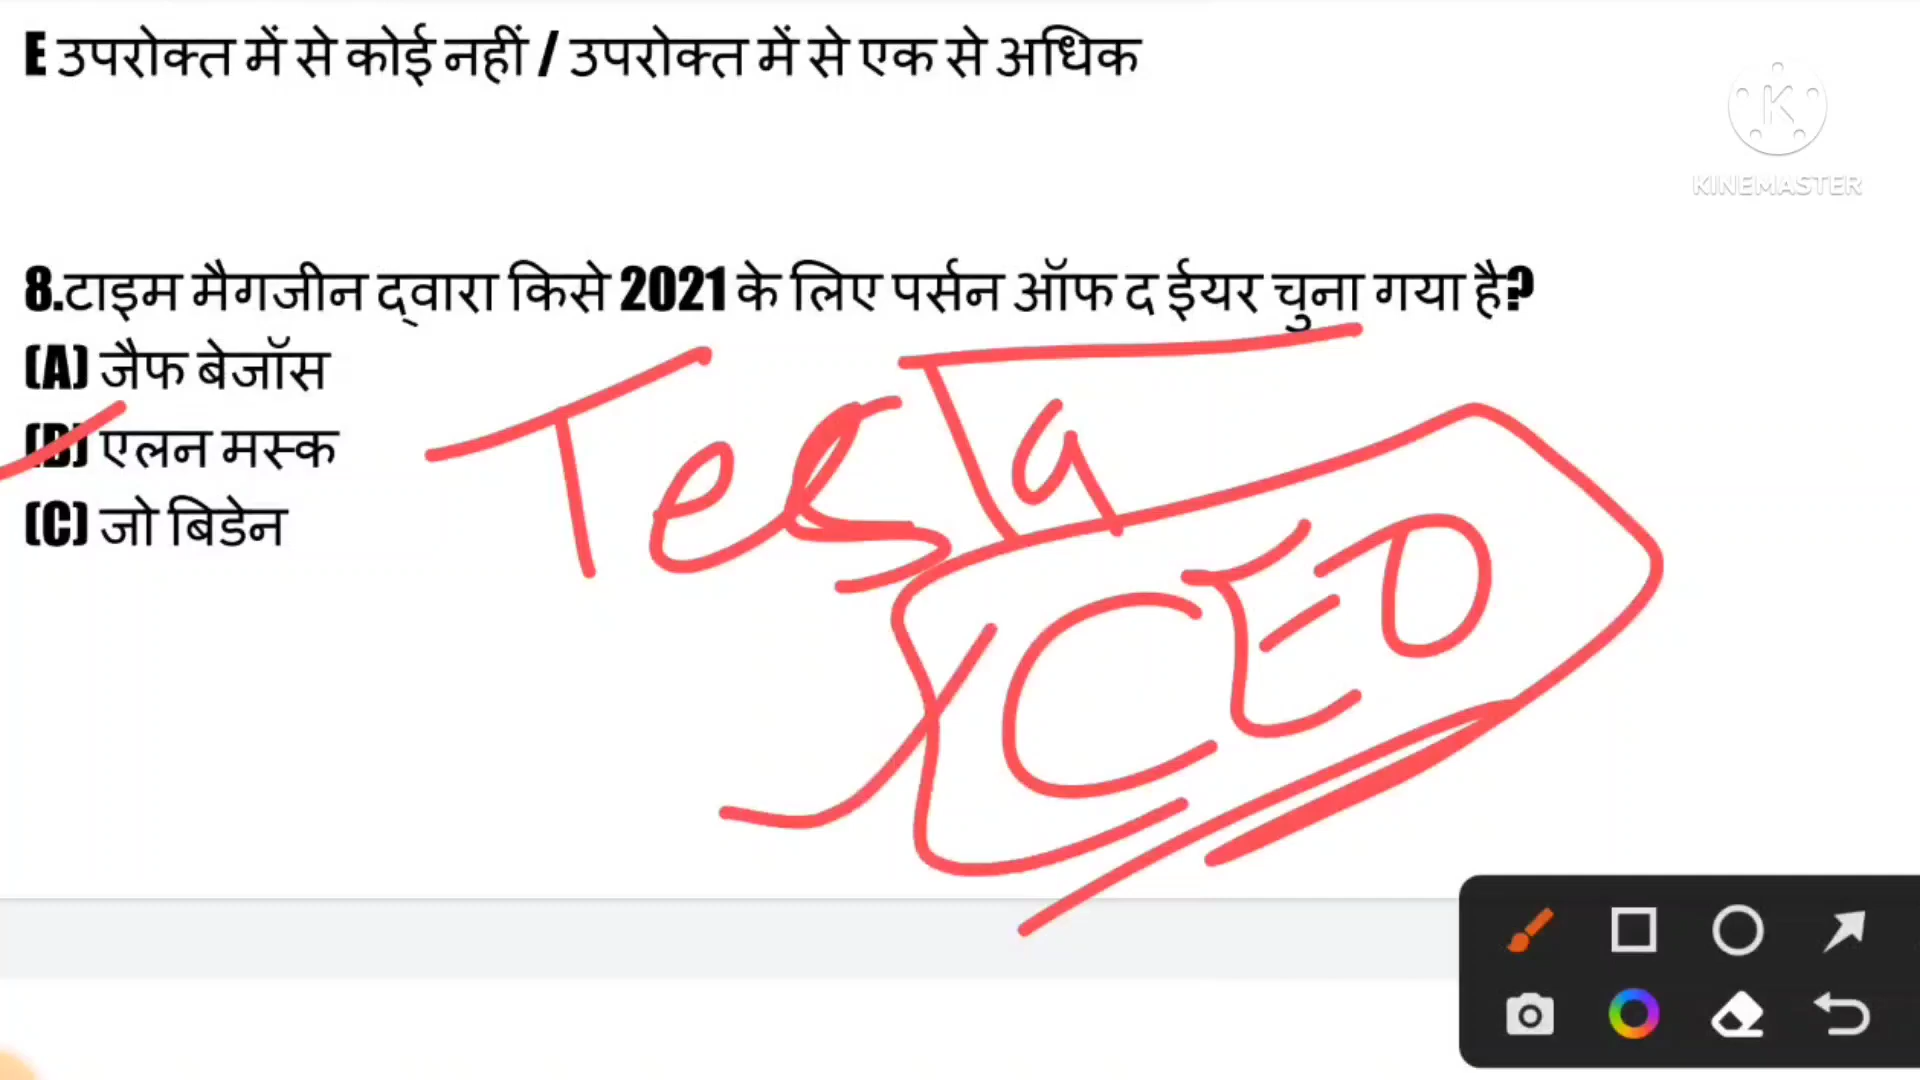 E उपरोक्त में से कोई नहीं / उपरोक्त में से एक से अधिक
KINEMASTER
8.टाइम मैगजीन द्वारा किसे 2021 के लिए पर्सन ऑफ द ईयर चुना गया है?
(A) जैफ बेजॉस
(B) एलन मस्क
(C) जो बिडेन
Tesla
CEO